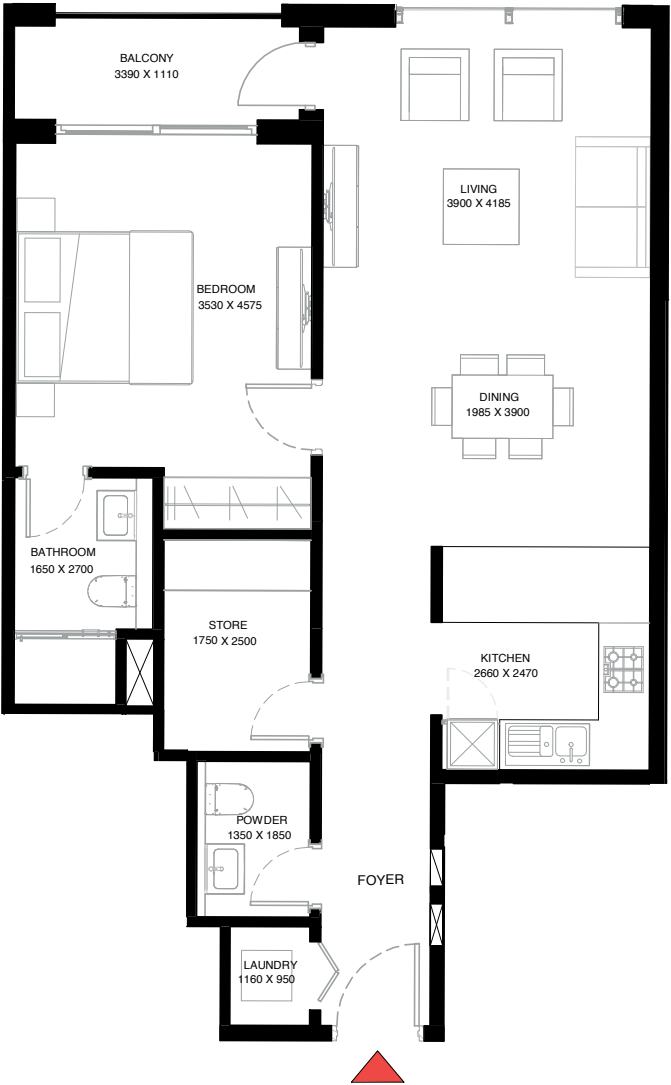 BALCONY
3390 X 1110
LIVING
3900 X 4185
BEDROOM
3530 X 4575
DINING
1985 X 3900
BATHROOM
1650 X 2700
STORE
1750 X 2500
KITCHEN
2660 X 2470
POWDER
1350 X 1850
FOYER
LAUNDRY
1160 X 950